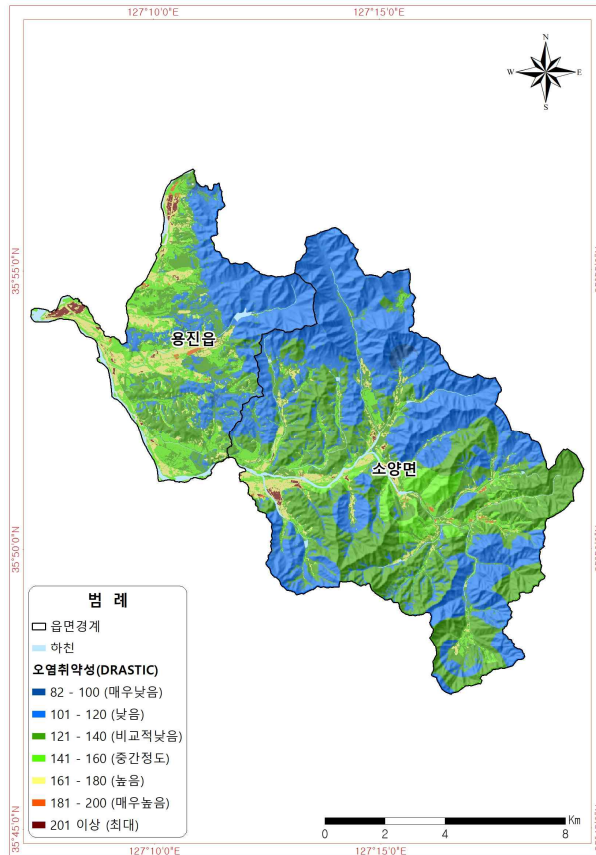 127°10'0"E
127°15'0"E
N
W
E
S
35°55'0"N
용진읍
소양면
35°50'0"N
범 례
읍면경계
하천
오염취약성(DRASTIC)
82 - 100 (매우낮음)
101 - 120 (낮음)
121 - 140 (비교적낮음)
141 - 160 (중간정도)
161 - 180 (높음)
181 - 200 (매우높음)
201 이상 (최대)
35°45'0"N
Km
0
2
4
8
127°10'0"E
127°15'0"E